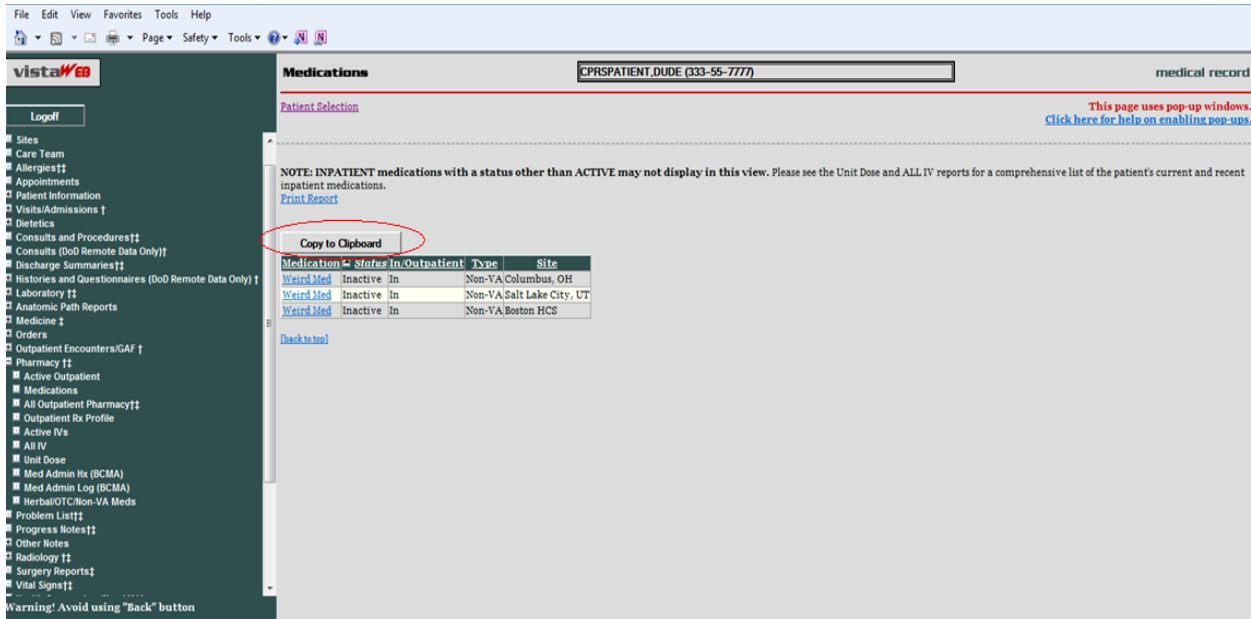 File Edit View Favorites Tools Help
Page Safety Tools
vistaWEB
Medications
CPRSPATIENT,DUDE (333-55-7777)
medical record
Logoff
Patient Selection
This page uses pop-up windows.
Click here for help on enabling pop-ups.
Sites
Care Team
Allergies†‡
Appointments
Patient Information
Visits/Admissions †
Dietetics
Consults and Procedures†‡
Consults (DoD Remote Data Only)†
Discharge Summaries†‡
Histories and Questionnaires (DoD Remote Data Only) †
Laboratory †‡
Anatomic Path Reports
Medicine ‡
Orders
Outpatient Encounters/GAF †
Pharmacy †‡
Active Outpatient
Medications
All Outpatient Pharmacy†‡
Outpatient Rx Profile
Active IVs
All IV
Unit Dose
Med Admin Hx (BCMA)
Med Admin Log (BCMA)
Herbal/OTC/Non-VA Meds
Problem List†‡
Progress Notes†‡
Other Notes
Radiology †‡
Surgery Reports‡
Vital Signs†‡
Warning! Avoid using "Back" button
NOTE: INPATIENT medications with a status other than ACTIVE may not display in this view. Please see the Unit Dose and ALL IV reports for a comprehensive list of the patient's current and recent
inpatient medications.
Print Report
Copy to Clipboard
Medication Status In/Outpatient Type Site
Weird Med Inactive In Non-VA Columbus, OH
Weird Med Inactive In Non-VA Salt Lake City, UT
Weird Med Inactive In Non-VA Boston HCS
[back to top]